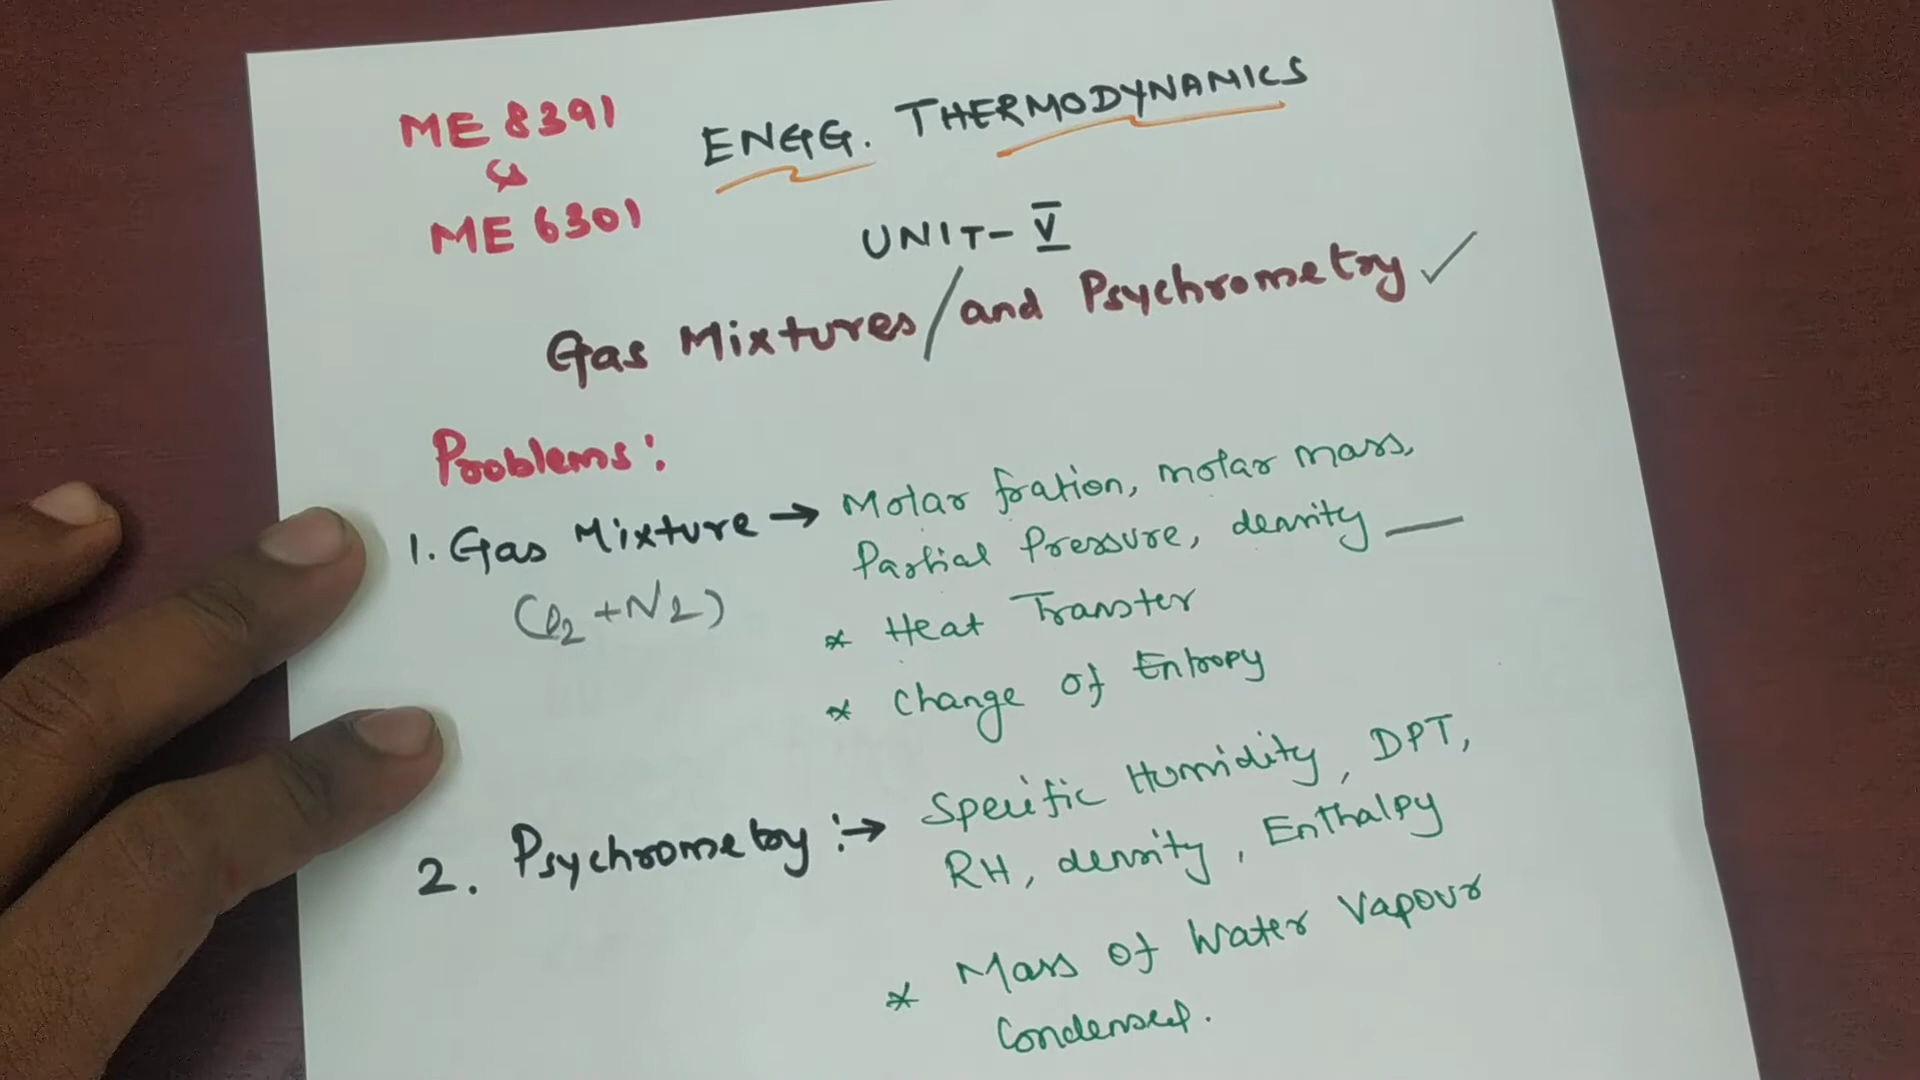 ME 8391
&
ME 6301
ENGG. THERMODYNAMICS
UNIT-V
Gas Mixtures/and Psychrometry ✓
Problems:
1. Gas Mixture → Molar fration, molar mass,
Partial Pressure, density —
(O2 + N2)
* Heat Transfer
* Change of Entropy
2. Psychrometry :→ Specific Humidity, DPT,
RH, density, Enthalpy
* Mass of Water Vapour
Condensed.